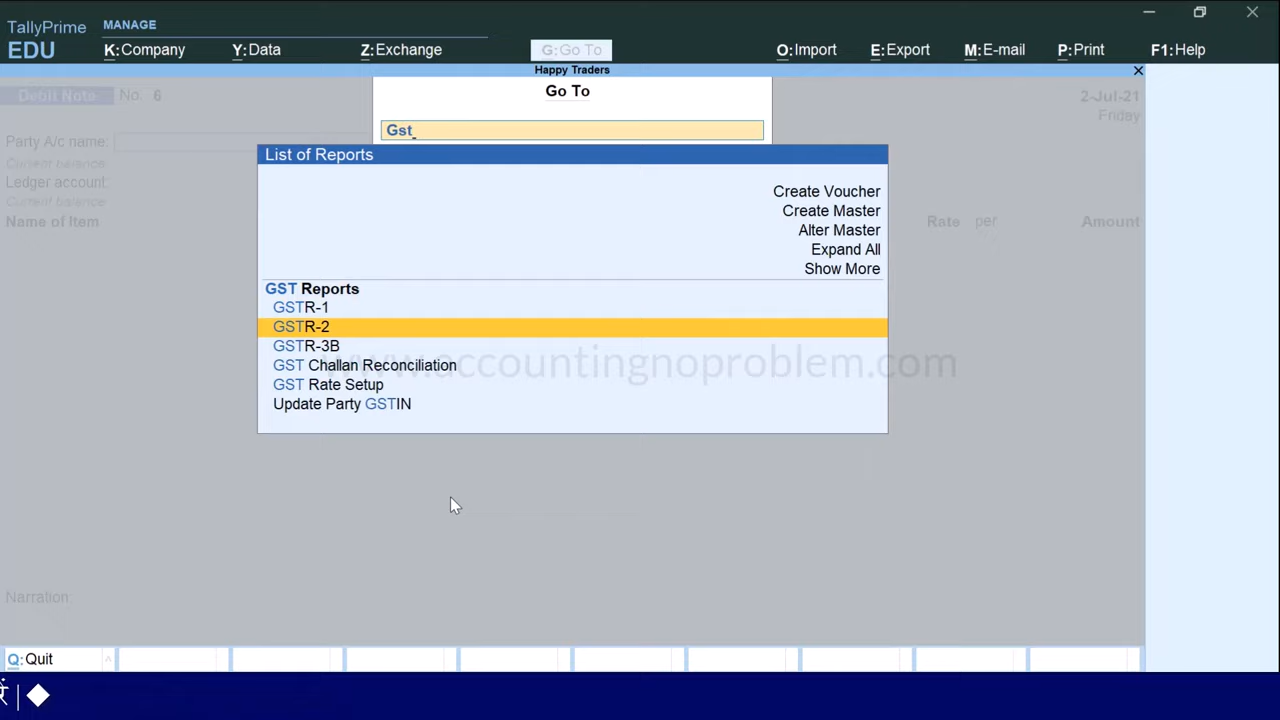 TallyPrime MANAGE
EDU K:Company Y:Data Z:Exchange G:Go To O:Import E:Export M:E-mail P:Print F1:Help
Happy Traders
Debit Note No. 6 Go To 2-Jul-21
Friday
Gst
Party A/c name:
List of Reports
Current balance
Ledger account:
Create Voucher
Current balance
Create Master
Name of Item Rate per Amount
Alter Master
Expand All
Show More
GST Reports
GSTR-1
GSTR-2
GSTR-3B
www.accountingnoproblem.com
GST Challan Reconciliation
GST Rate Setup
Update Party GSTIN
Narration:
Q:Quit